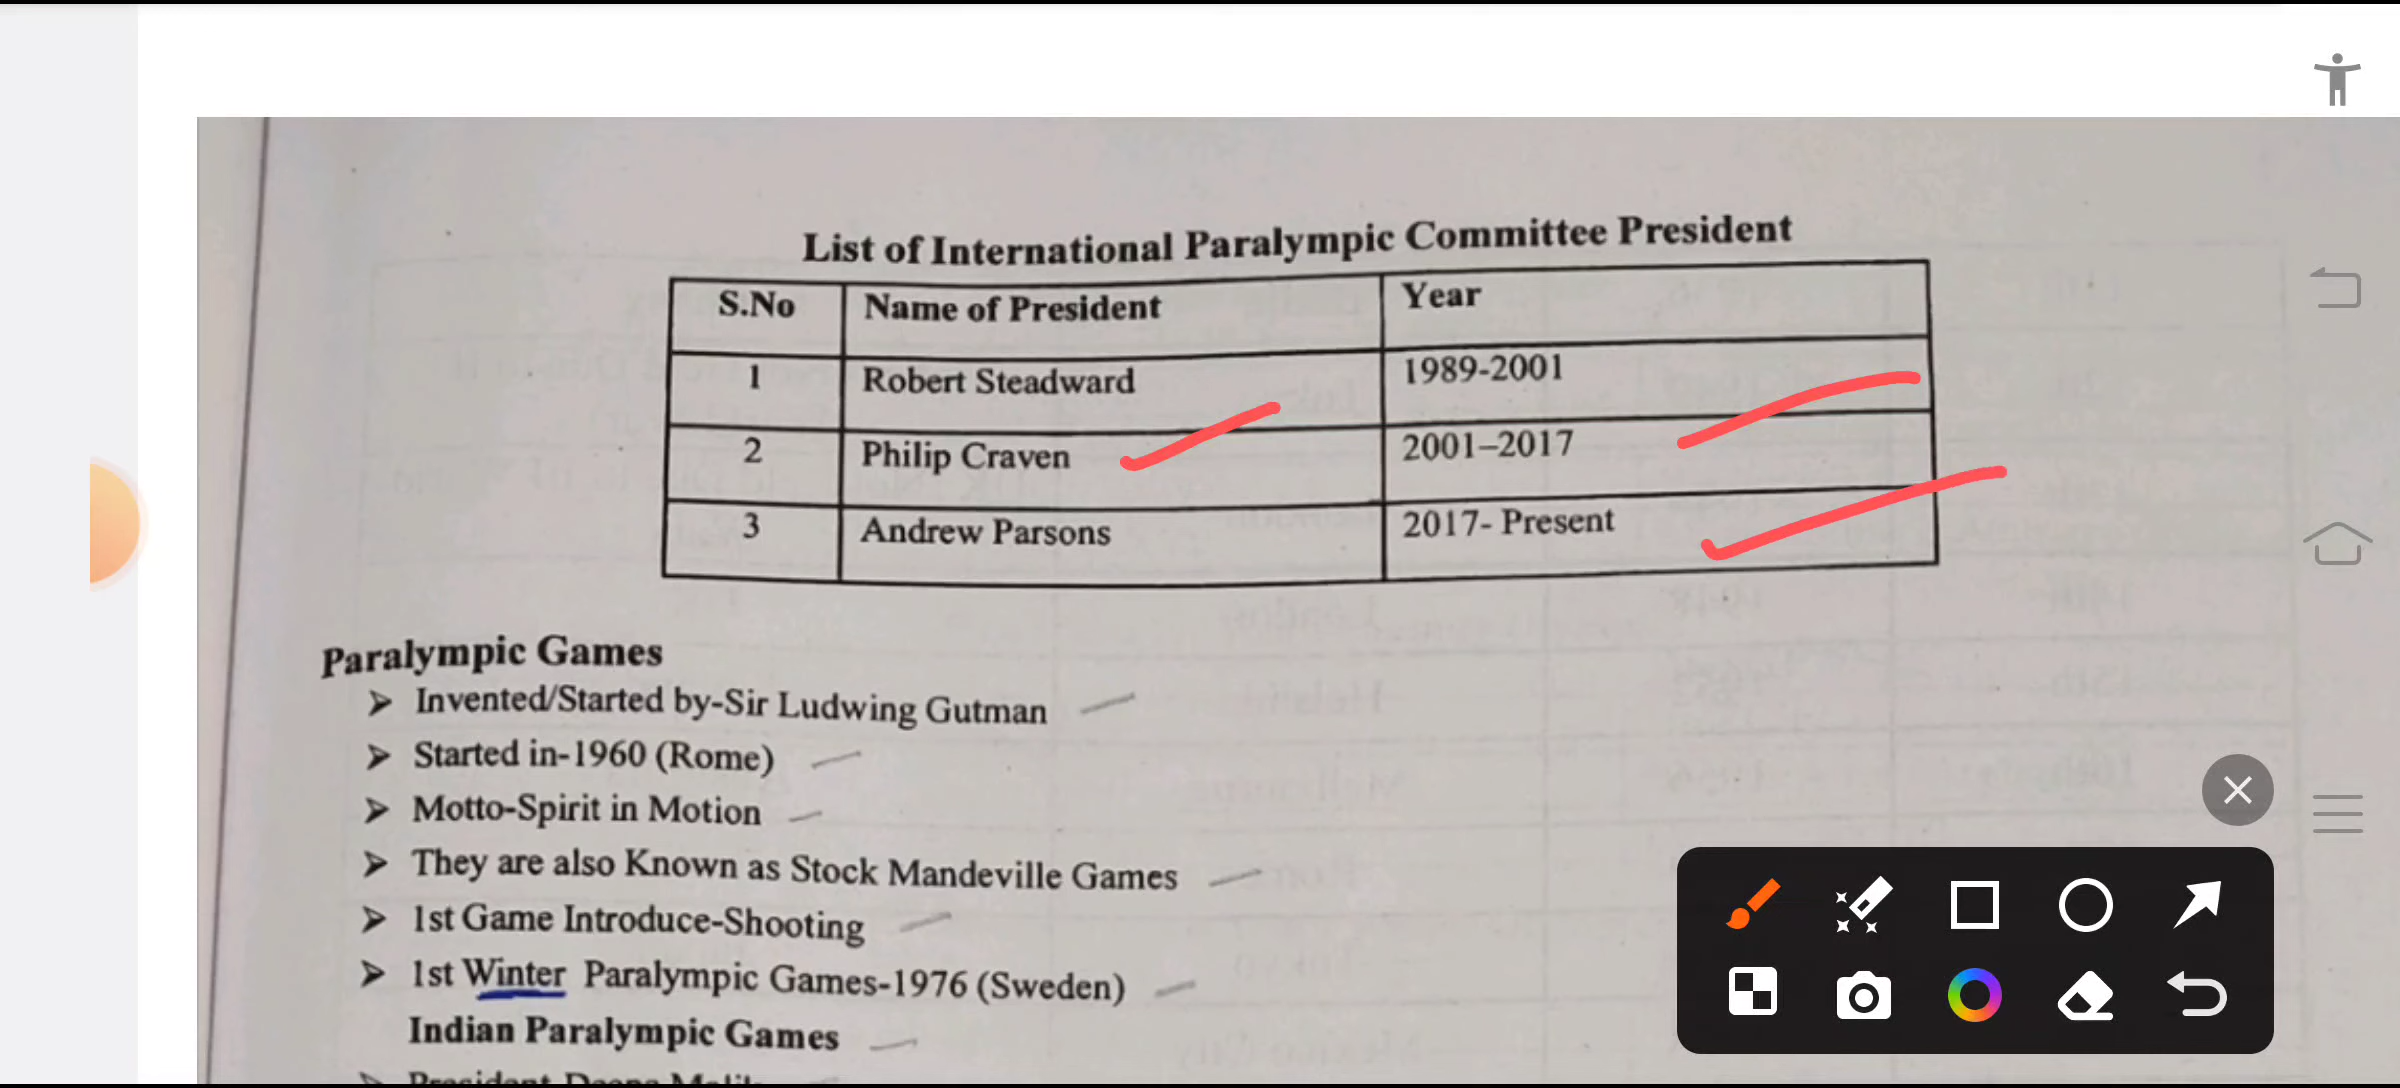 List of International Paralympic Committee President
S.No Name of President Year
1 Robert Steadward 1989-2001
2 Philip Craven 2001–2017
3 Andrew Parsons 2017- Present
Paralympic Games
➤ Invented/Started by-Sir Ludwing Gutman
➤ Started in-1960 (Rome)
➤ Motto-Spirit in Motion
➤ They are also Known as Stock Mandeville Games
➤ 1st Game Introduce-Shooting
➤ 1st Winter Paralympic Games-1976 (Sweden)
Indian Paralympic Games